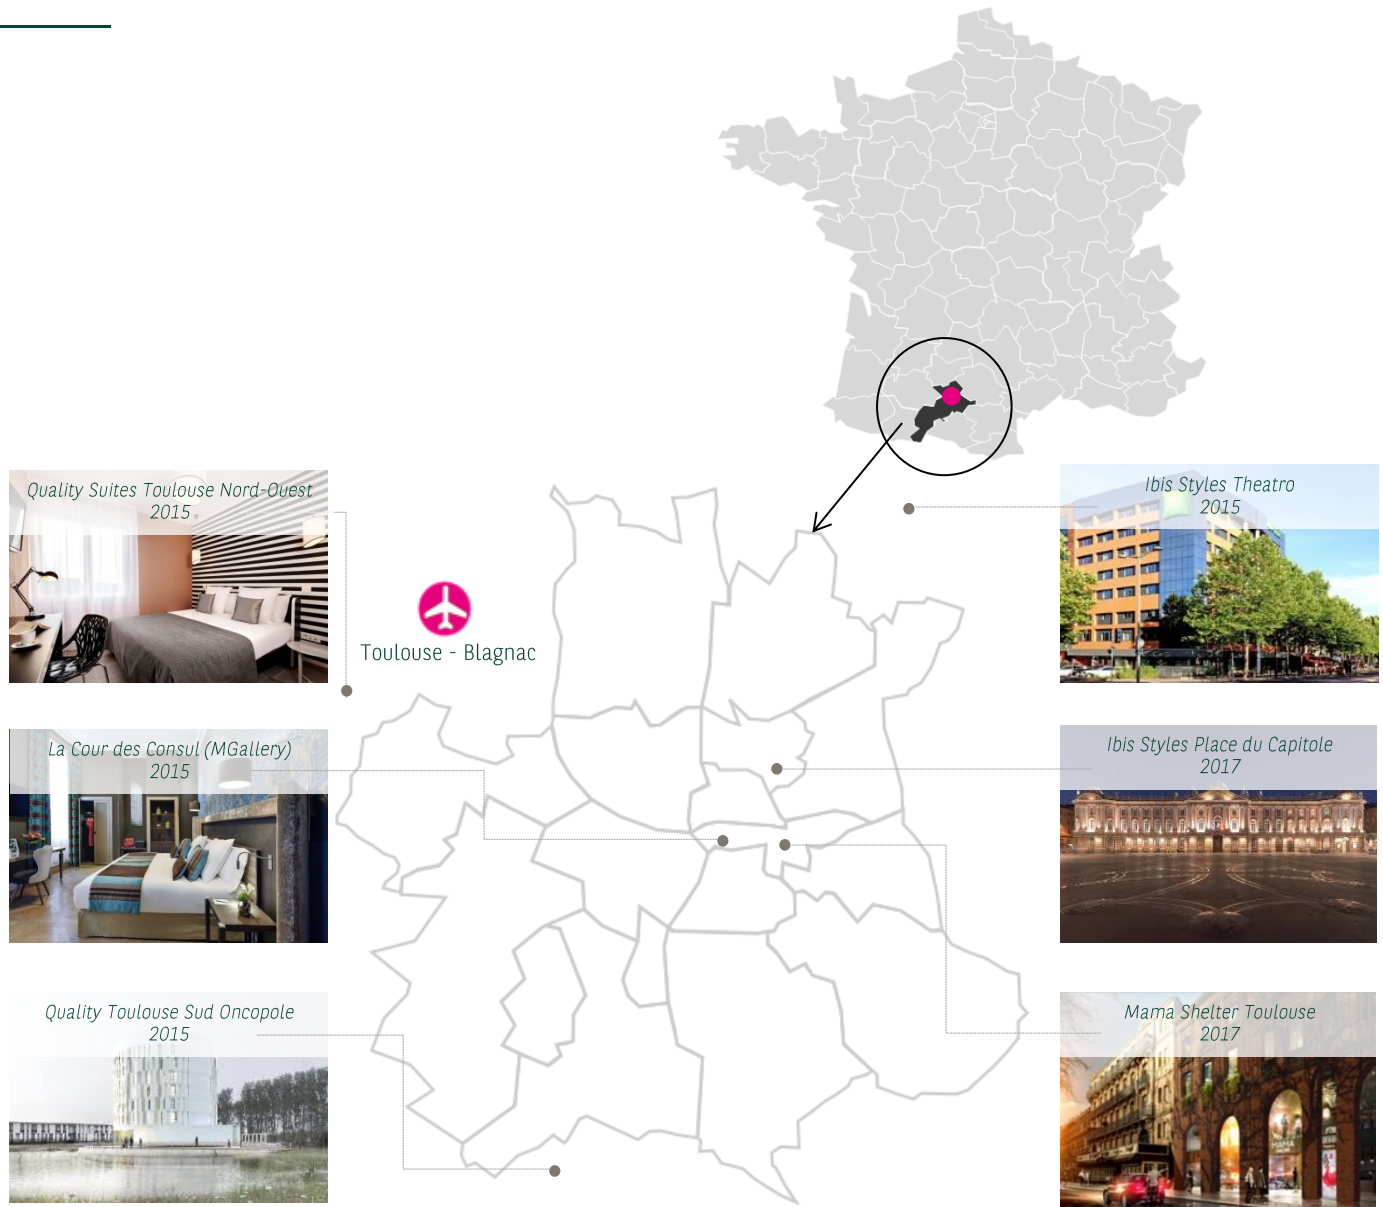 Quality Suites Toulouse Nord-Ouest
2015
Toulouse - Blagnac
La Cour des Consul (MGallery)
2015
Quality Toulouse Sud Oncopole
2015
Ibis Styles Theatro
2015
Ibis Styles Place du Capitole
2017
Mama Shelter Toulouse
2017
MAMA